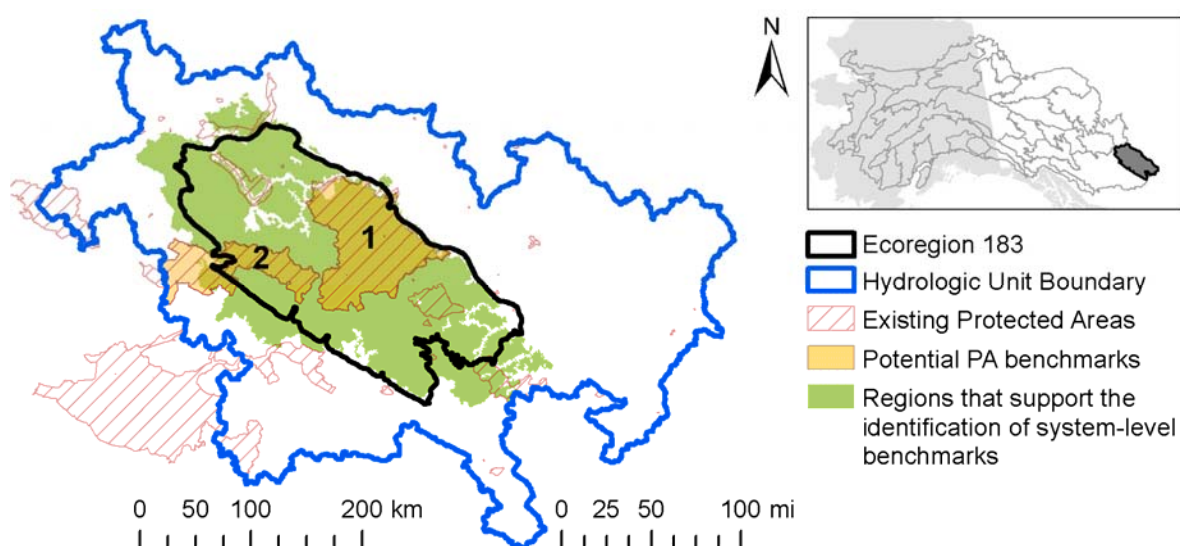 N
1
2
Ecoregion 183
Hydrologic Unit Boundary
Existing Protected Areas
Potential PA benchmarks
Regions that support the
identification of system-level
benchmarks
0 50 100 200 km
0 25 50 100 mi